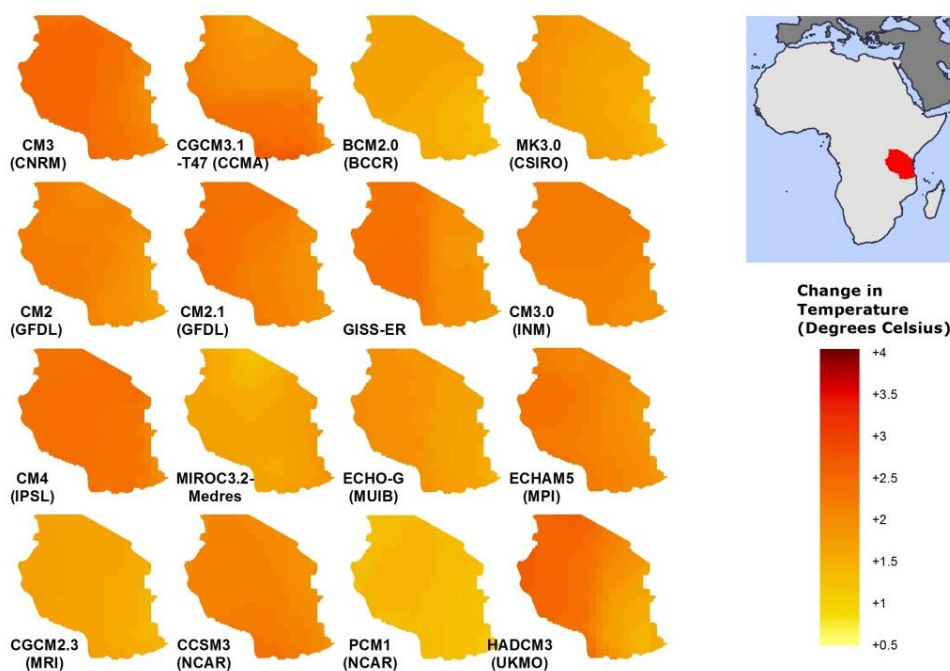 CM3
(CNRM)
CGCM3.1
-T47 (CCMA)
BCM2.0
(BCCR)
MK3.0
(CSIRO)
CM2
(GFDL)
CM2.1
(GFDL)
GISS-ER
CM3.0
(INM)
CM4
(IPSL)
MIROC3.2-
Medres
ECHO-G
(MUIB)
ECHAM5
(MPI)
CGCM2.3
(MRI)
CCSM3
(NCAR)
PCM1
(NCAR)
HADCM3
(UKMO)
Change in
Temperature
(Degrees Celsius)
+4
+3.5
+3
+2.5
+2
+1.5
+1
+0.5